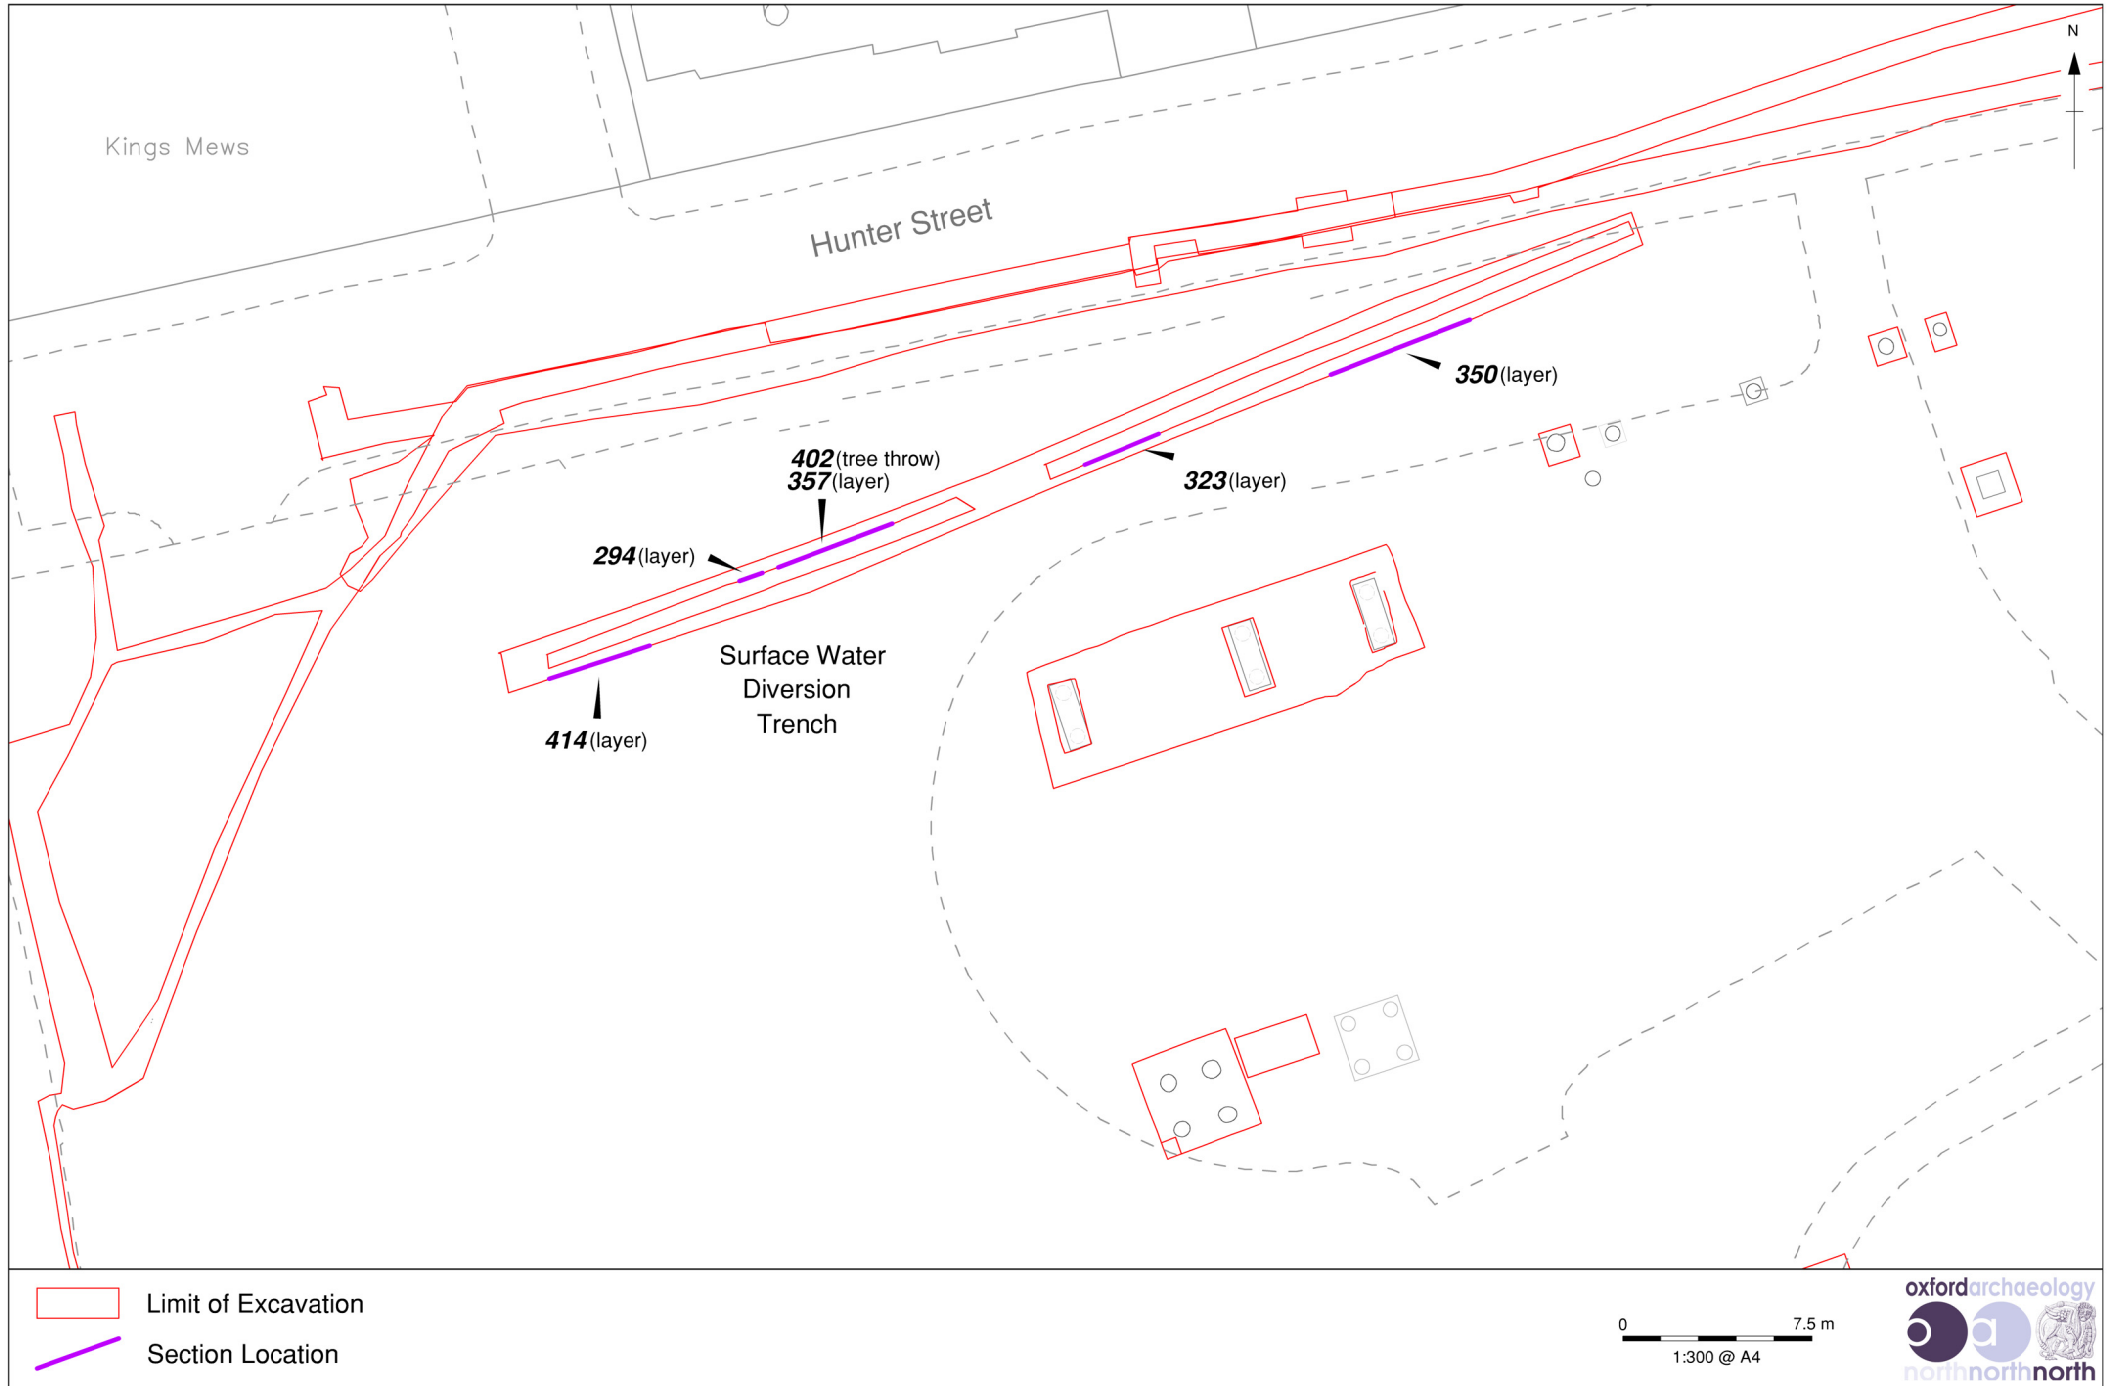 N
Kings Mews
Hunter Street
350 (layer)
402 (tree throw)
357 (layer)
323 (layer)
294 (layer)
Surface Water
Diversion
Trench
414 (layer)
Limit of Excavation
Section Location
0 7.5 m
1:300 @ A4
oxfordarchaeology
oa
northnorthnorth